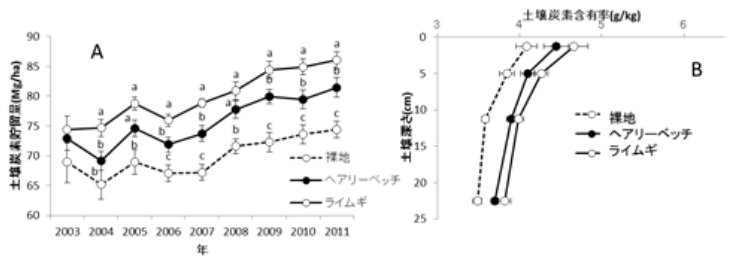 A
土壌炭素貯留量(Mg/ha)
90
85
80
75
70
65
60
a a a a a a a a
b a b b b b b b
b b c c b c c c
裸地
ヘアリーベッチ
ライムギ
2003 2004 2005 2006 2007 2008 2009 2010 2011
年
土壌炭素含有率(g/kg)
3 4 5 6
B
土壌深さ(cm)
0
5
10
15
20
25
裸地
ヘアリーベッチ
ライムギ